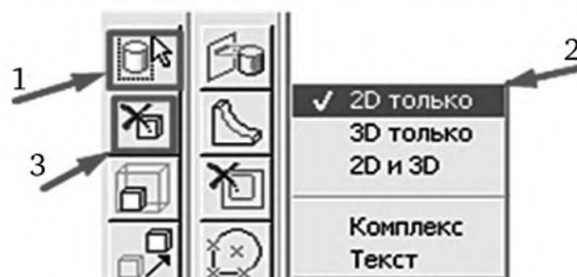 1
2
3
✓ 2D только
3D только
2D и 3D
Комплекс
Текст